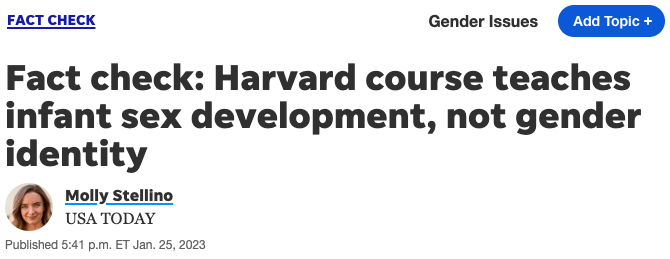 FACT CHECK
Gender Issues
Add Topic +
Fact check: Harvard course teaches
infant sex development, not gender
identity
Molly Stellino
USA TODAY
Published 5:41 p.m. ET Jan. 25, 2023